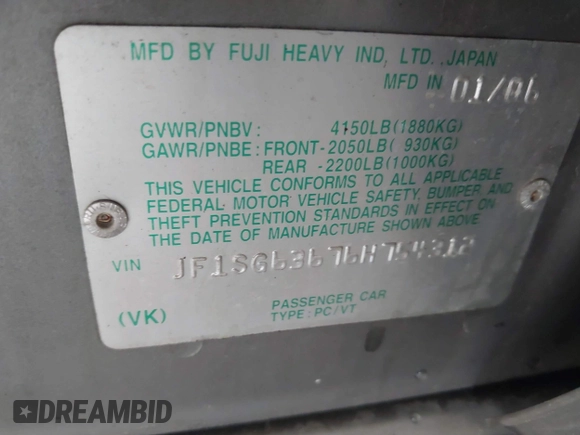 MFD BY FUJI HEAVY IND, LTD. JAPAN
MFD IN 01/06
GVWR/PNBV: 4150LB(1880KG)
GAWR/PNBE: FRONT-2050LB( 930KG)
REAR -2200LB(1000KG)
THIS VEHICLE CONFORMS TO ALL APPLICABLE
FEDERAL MOTOR VEHICLE SAFETY, BUMPER, AND
THEFT PREVENTION STANDARDS IN EFFECT ON
THE DATE OF MANUFACTURE SHOWN ABOVE
VIN JF1SG63676H754312
PASSENGER CAR
(VK) TYPE: PC/VT
DREAMBID